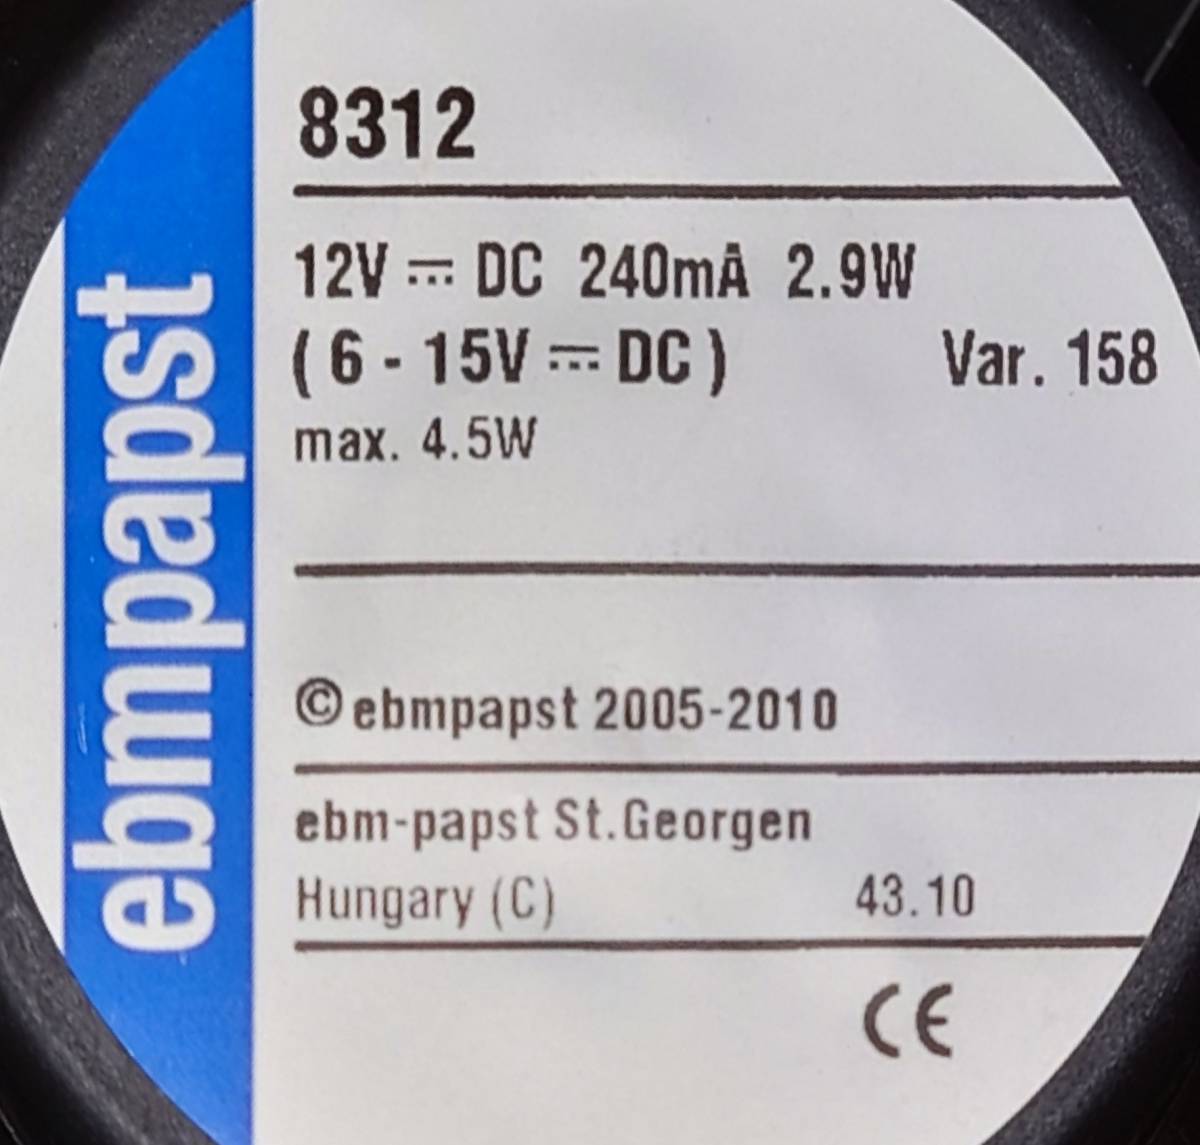 ebmpapst
8312
12V ⎓ DC 240mA 2.9W
( 6 - 15V ⎓ DC ) Var. 158
max. 4.5W
© ebmpapst 2005-2010
ebm-papst St.Georgen
Hungary (C) 43.10
CE